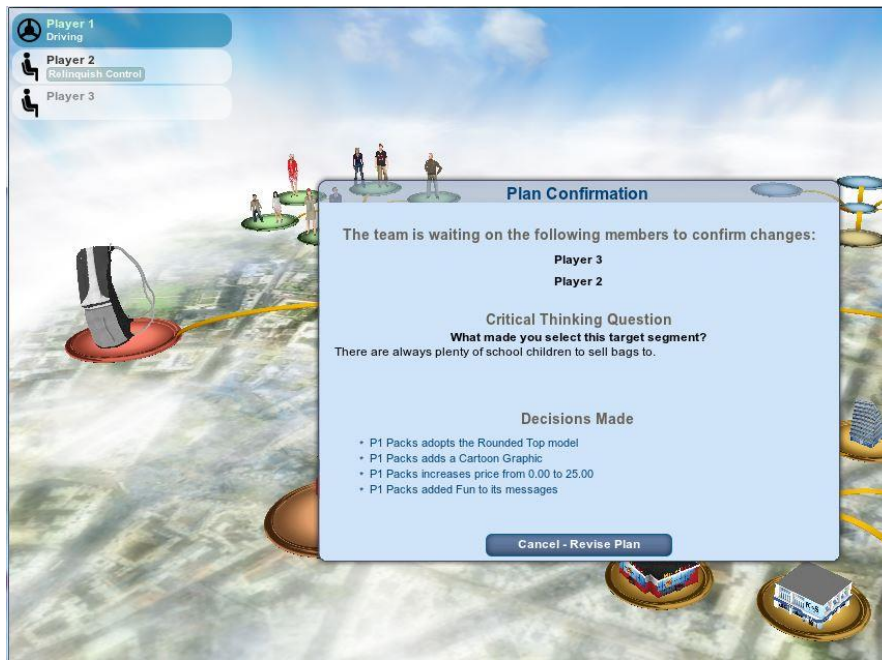 Player 1
Driving
Player 2
Relinquish Control
Player 3
Plan Confirmation
The team is waiting on the following members to confirm changes:
Player 3
Player 2
Critical Thinking Question
What made you select this target segment?
There are always plenty of school children to sell bags to.
Decisions Made
• P1 Packs adopts the Rounded Top model
• P1 Packs adds a Cartoon Graphic
• P1 Packs increases price from 0.00 to 25.00
• P1 Packs added Fun to its messages
Cancel - Revise Plan